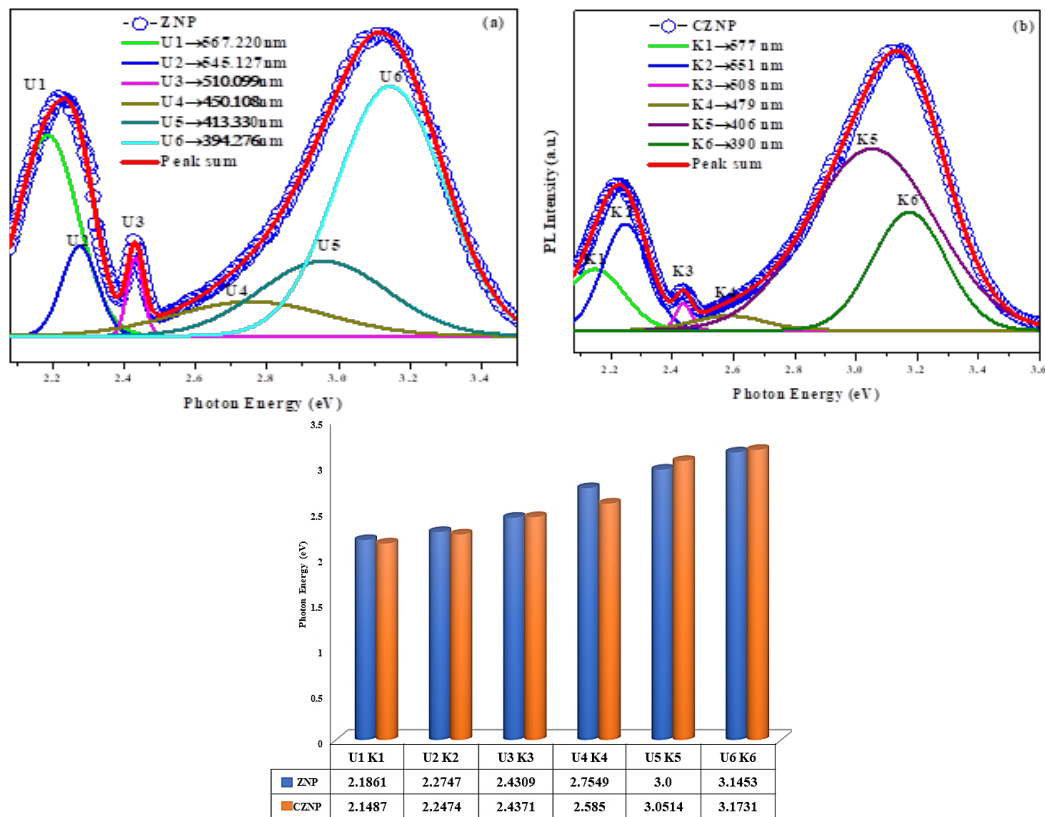 (a)
ZNP
U1→567.220nm
U2→545.127nm
U3→510.099nm
U4→450.108nm
U5→413.330nm
U6→394.276nm
Peak sum
U1
U2
U3
U4
U5
U6
2.2 2.4 2.6 2.8 3.0 3.2 3.4
Photon Energy (eV)
(b)
CZNP
K1→577 nm
K2→551 nm
K3→508 nm
K4→479 nm
K5→406 nm
K6→390 nm
Peak sum
PL Intensity (a.u.)
K1
K3
K4
K5
K6
2.2 2.4 2.6 2.8 3.0 3.2 3.4 3.6
Photon Energy (eV)
3.5
3
2.5
2
1.5
1
0.5
0
Photon Energy (eV)
U1 K1 U2 K2 U3 K3 U4 K4 U5 K5 U6 K6
ZNP 2.1861 2.2747 2.4309 2.7549 3.0 3.1453
CZNP 2.1487 2.2474 2.4371 2.585 3.0514 3.1731